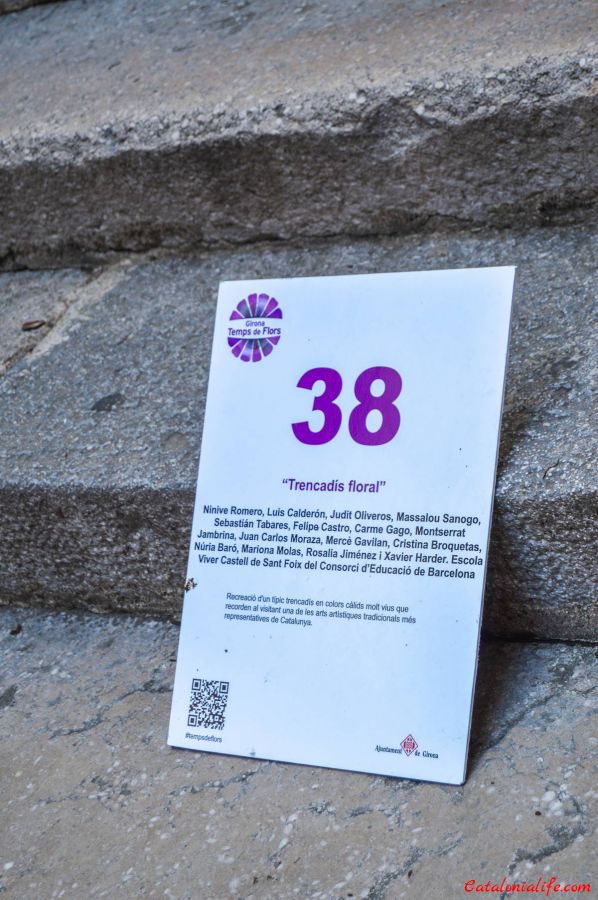 Girona
Temps de Flors
38
“Trencadís floral”
Ninive Romero, Luis Calderón, Judit Oliveros, Massalou Sanogo,
Sebastián Tabares, Felipe Castro, Carme Gago, Montserrat
Jambrina, Juan Carlos Moraza, Mercè Gavilan, Cristina Broquetas,
Núria Baró, Mariona Molas, Rosalia Jiménez i Xavier Harder. Escola
Viver Castell de Sant Foix del Consorci d’Educació de Barcelona
Recreació d'un típic trencadís en colors càlids molt vius que
recorden al visitant una de les arts artístiques tradicionals més
representatives de Catalunya.
#tempsdeflors
Ajuntament de Girona
Catalonialife.com